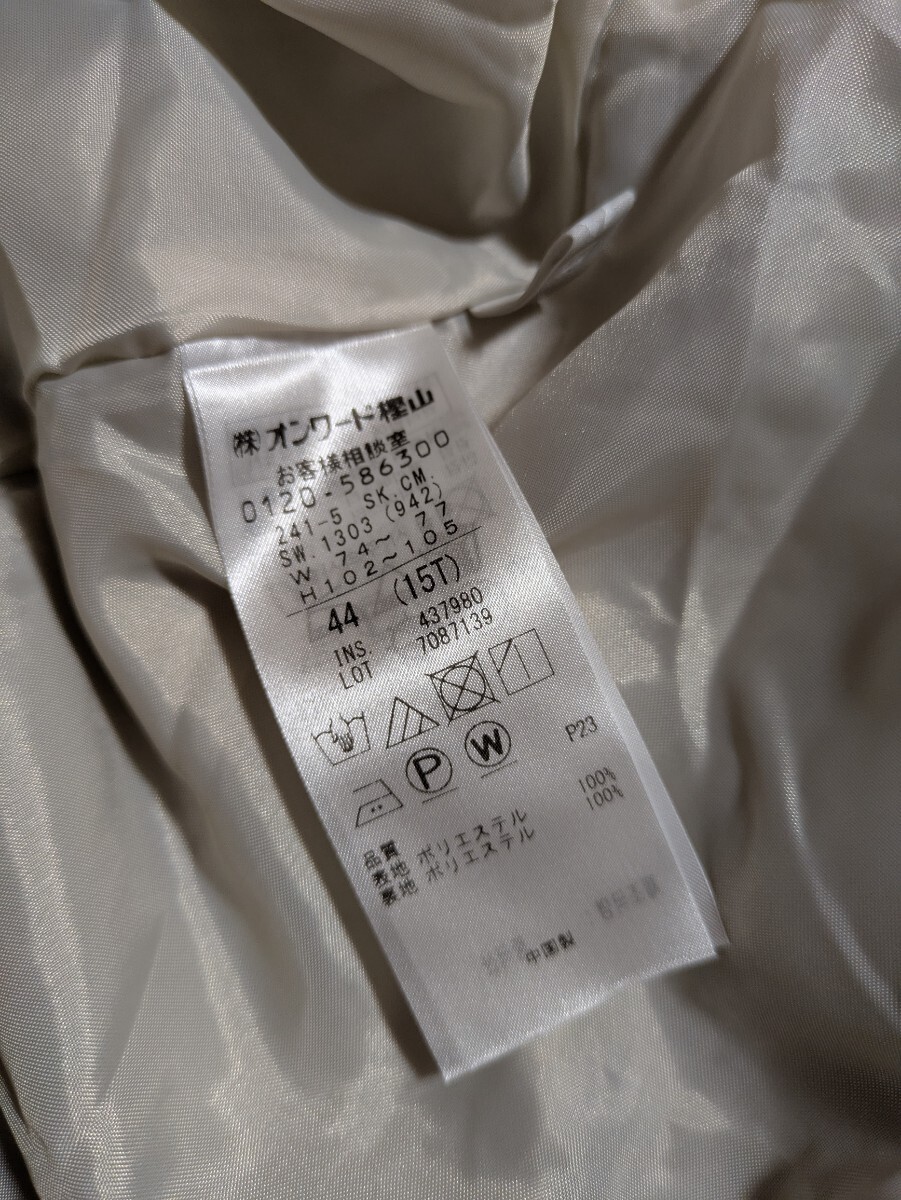 ㈱オンワード樫山
お客様相談室
0120-586300
241-5 SK.CM.
SW.1303 (942)
W 74～ 77
H102～105
44 (15T)
INS. 437980
LOT 7087139
P W P23
品質
表地 ポリエステル 100%
裏地 ポリエステル 100%
中国製